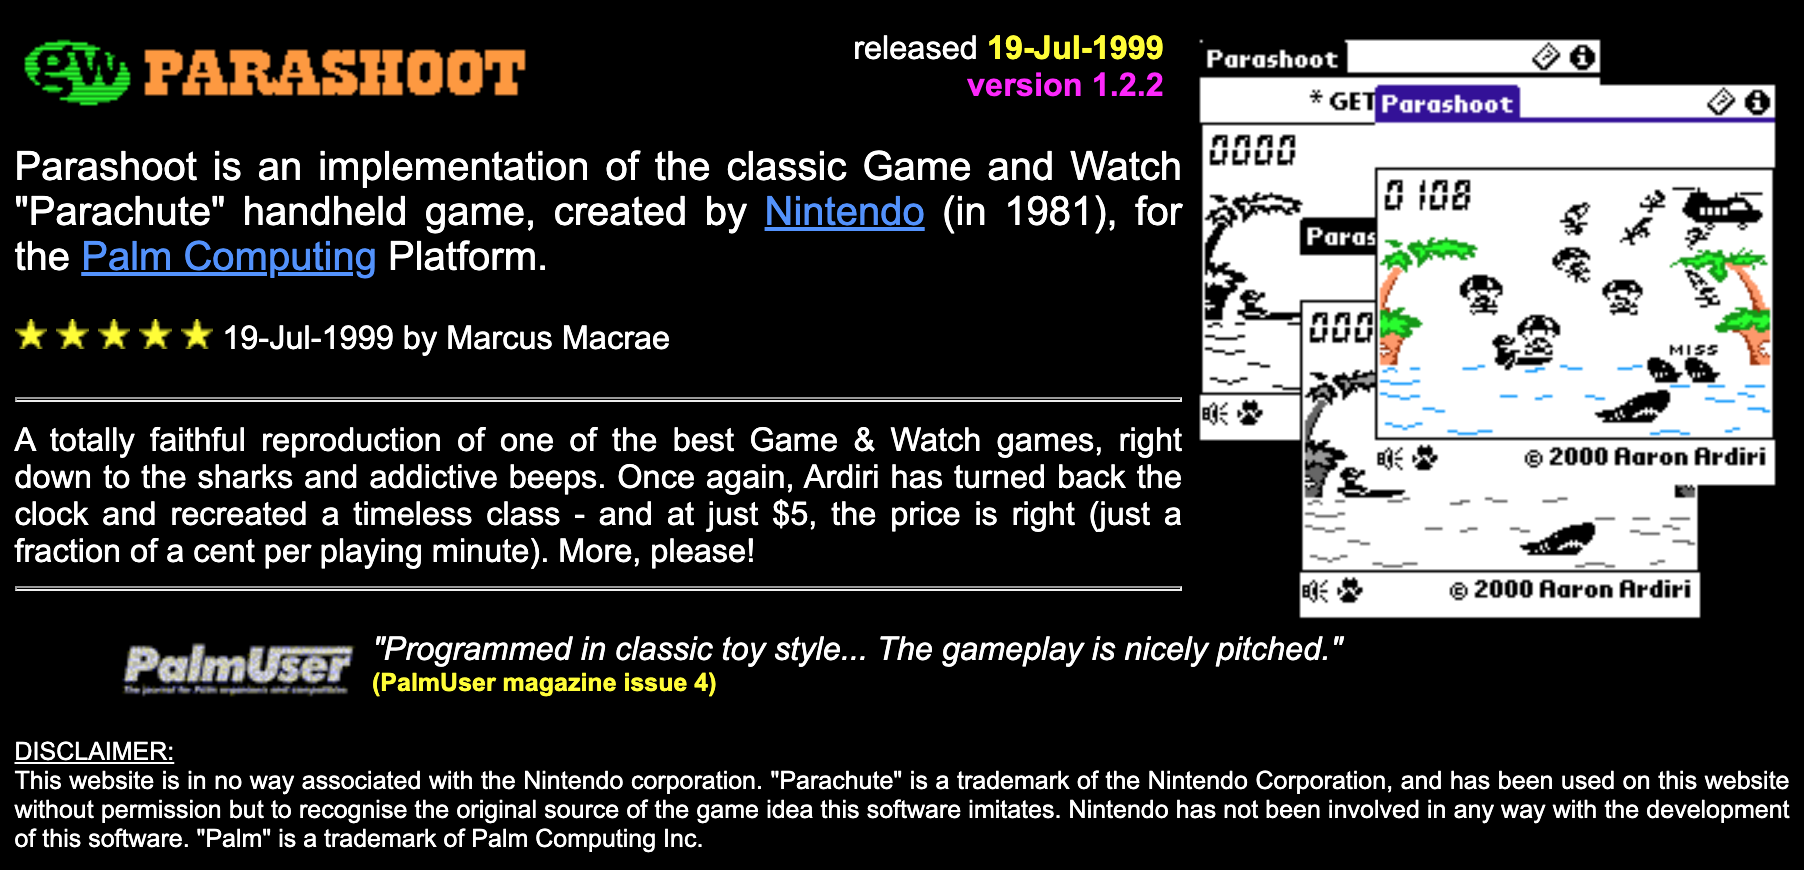 gw PARASHOOT
released 19-Jul-1999
version 1.2.2
Parashoot is an implementation of the classic Game and Watch
"Parachute" handheld game, created by Nintendo (in 1981), for
the Palm Computing Platform.
19-Jul-1999 by Marcus Macrae
A totally faithful reproduction of one of the best Game & Watch games, right
down to the sharks and addictive beeps. Once again, Ardiri has turned back the
clock and recreated a timeless class - and at just $5, the price is right (just a
fraction of a cent per playing minute). More, please!
Parashoot
* GET
0000
Paras
000
Parashoot
0108
MISS
© 2000 Aaron Ardiri
© 2000 Aaron Ardiri
PalmUser
"Programmed in classic toy style... The gameplay is nicely pitched."
(PalmUser magazine issue 4)
DISCLAIMER:
This website is in no way associated with the Nintendo corporation. "Parachute" is a trademark of the Nintendo Corporation, and has been used on this website
without permission but to recognise the original source of the game idea this software imitates. Nintendo has not been involved in any way with the development
of this software. "Palm" is a trademark of Palm Computing Inc.